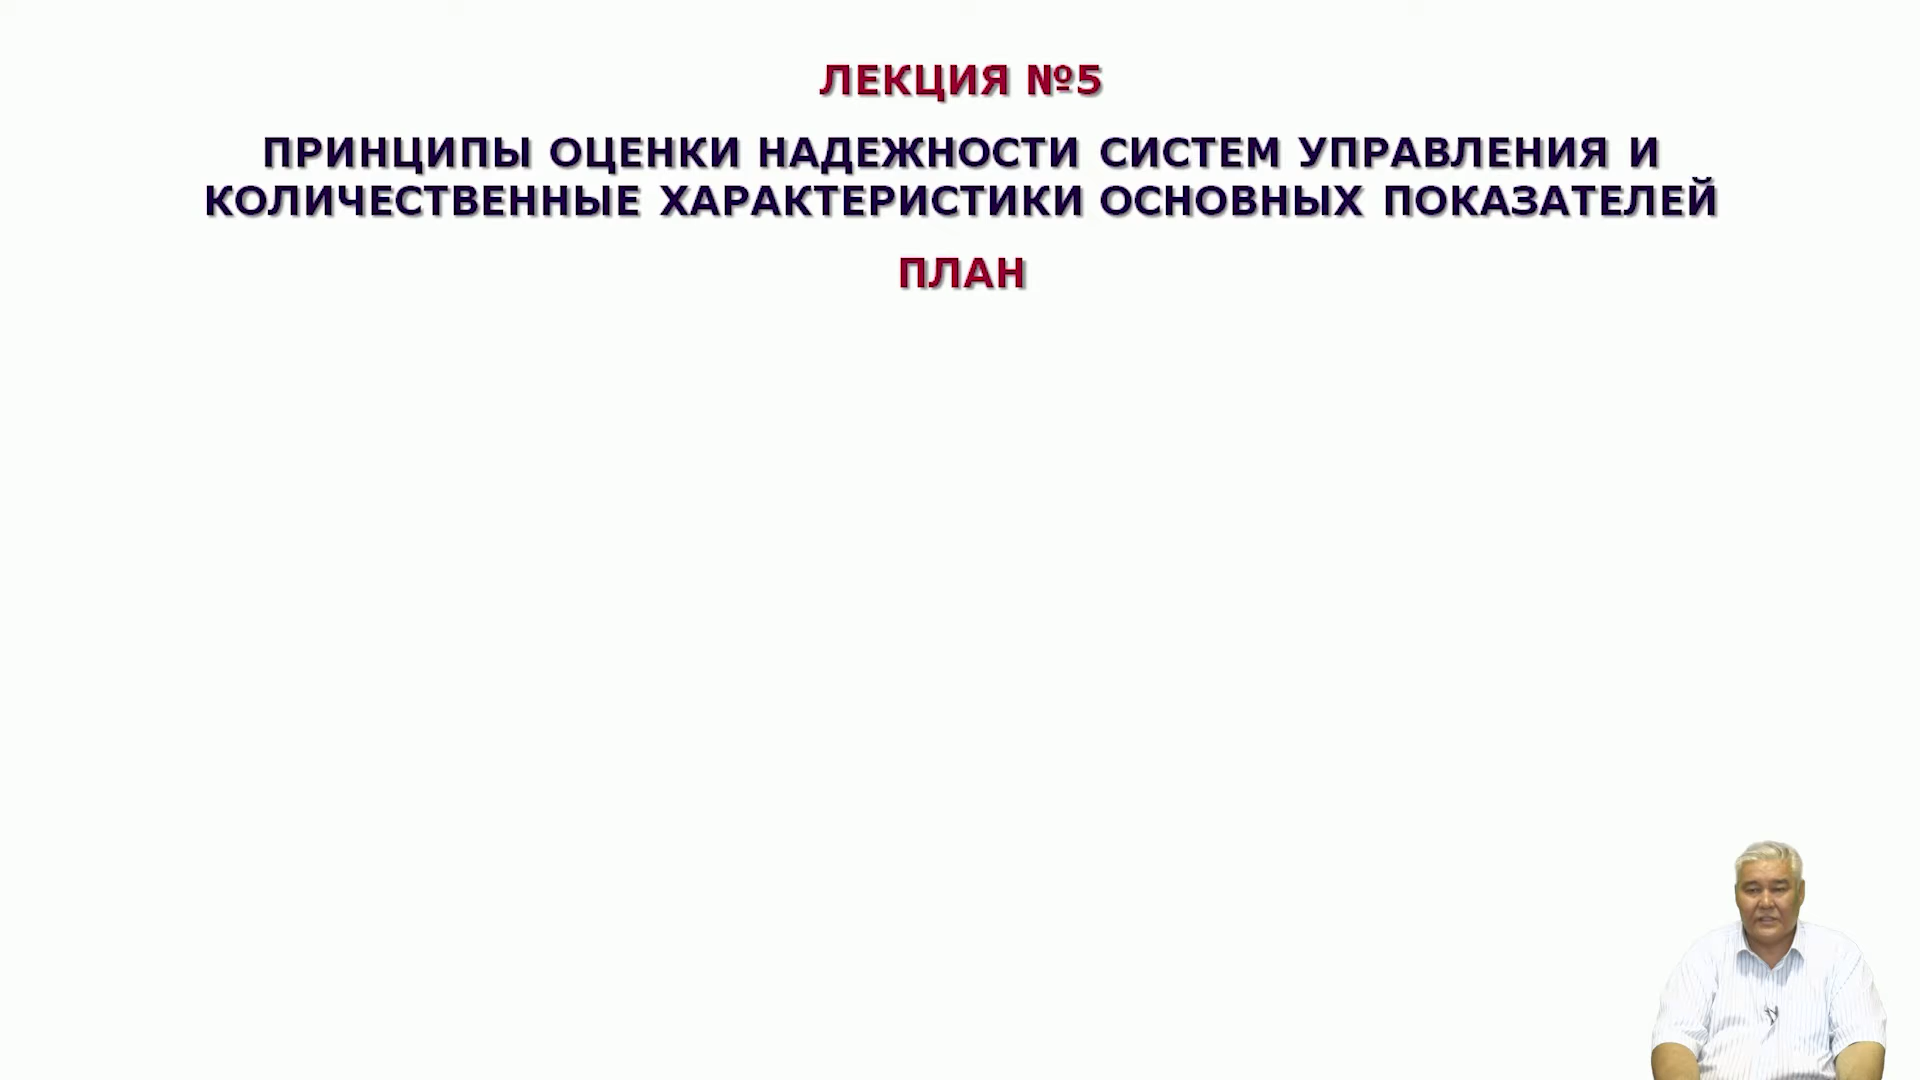 ЛЕКЦИЯ №5
ПРИНЦИПЫ ОЦЕНКИ НАДЕЖНОСТИ СИСТЕМ УПРАВЛЕНИЯ И
КОЛИЧЕСТВЕННЫЕ ХАРАКТЕРИСТИКИ ОСНОВНЫХ ПОКАЗАТЕЛЕЙ
ПЛАН